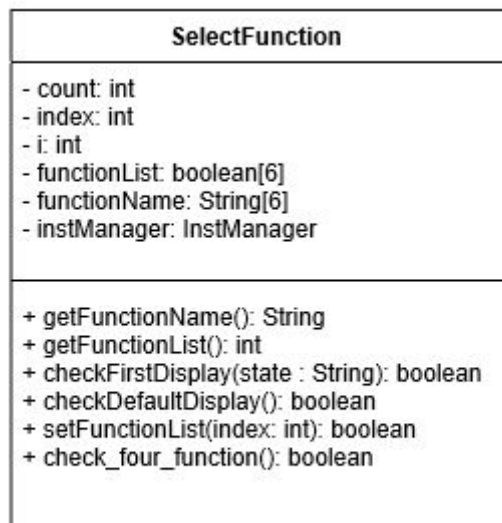 SelectFunction
- count: int
- index: int
- i: int
- functionList: boolean[6]
- functionName: String[6]
- instManager: InstManager
+ getFunctionName(): String
+ getFunctionList(): int
+ checkFirstDisplay(state : String): boolean
+ checkDefaultDisplay(): boolean
+ setFunctionList(index: int): boolean
+ check_four_function(): boolean